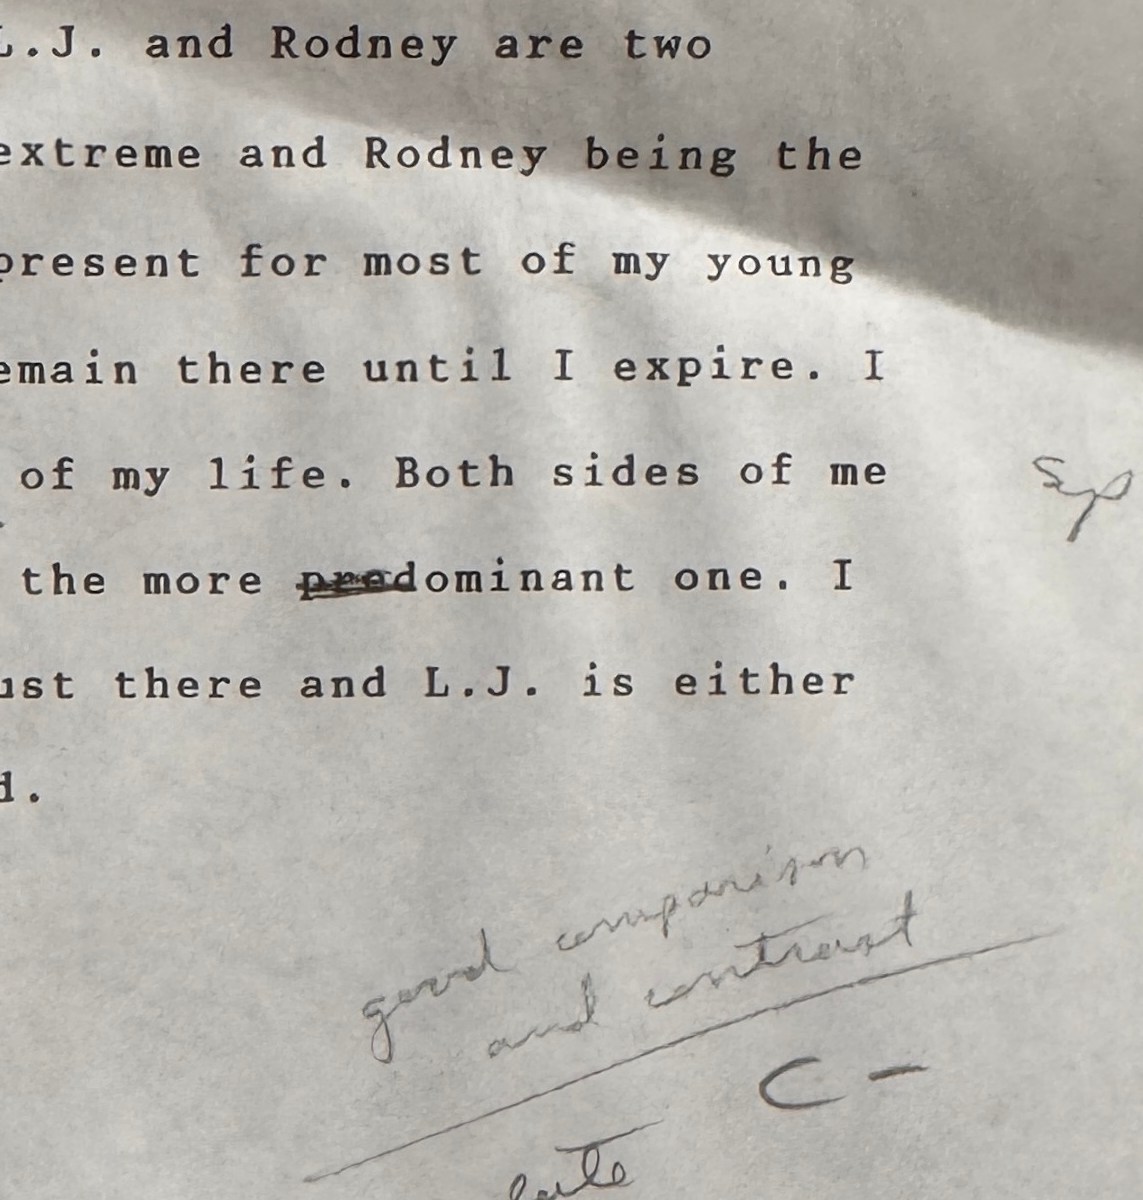 L.J. and Rodney are two
extreme and Rodney being the
present for most of my young
emain there until I expire. I
of my life. Both sides of me
sp
the more predominant one. I
ust there and L.J. is either
d.
good comparison
and contrast
C-
late